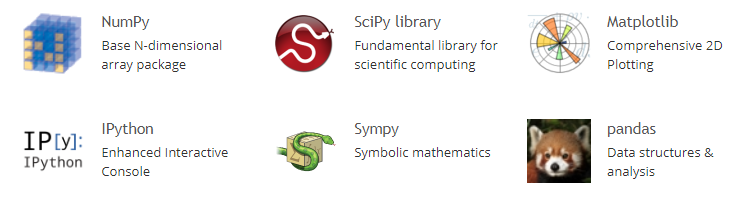 NumPy
Base N-dimensional
array package
SciPy library
Fundamental library for
scientific computing
Matplotlib
Comprehensive 2D
Plotting
IP[y]:
IPython
IPython
Enhanced Interactive
Console
Sympy
Symbolic mathematics
pandas
Data structures &
analysis